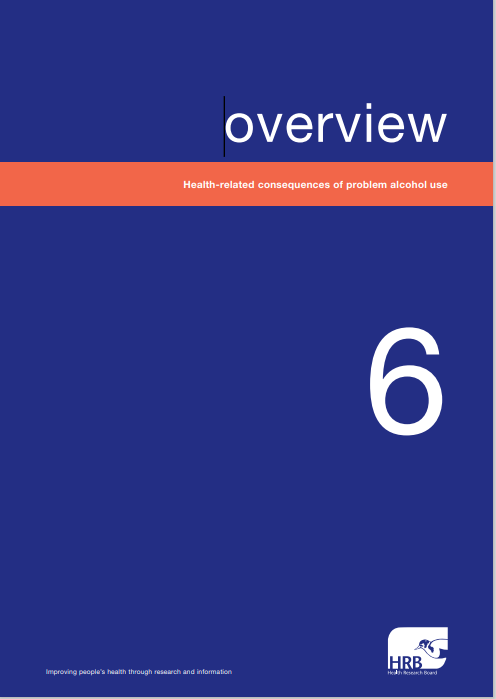 overview
Health-related consequences of problem alcohol use
6
HRB
Health Research Board
Improving people's health through research and information